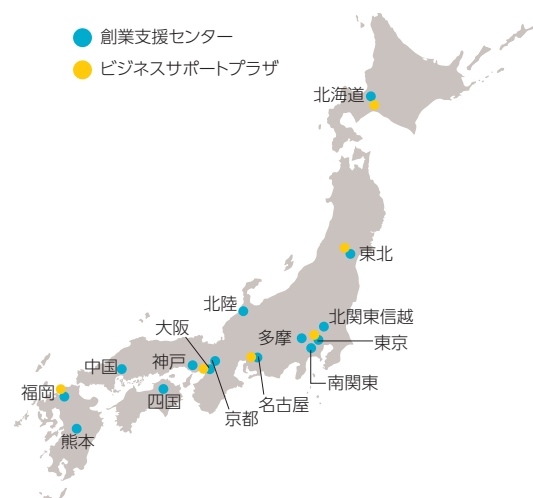 創業支援センター
ビジネスサポートプラザ
北海道
東北
北陸
北関東信越
大阪
多摩
東京
中国
神戸
南関東
福岡
四国
名古屋
京都
熊本